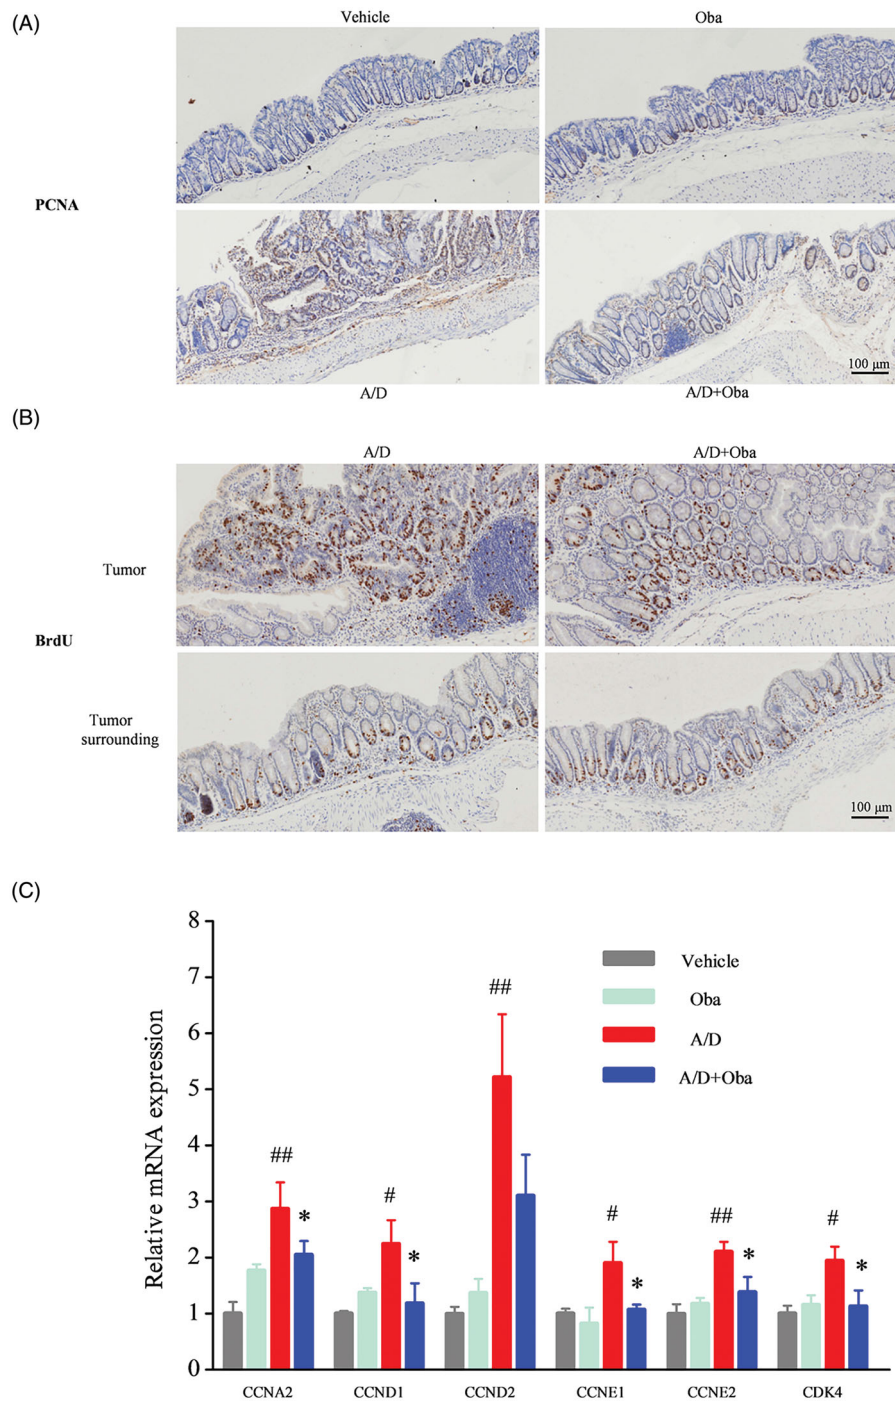 (A)
Vehicle
Oba
PCNA
A/D
A/D+Oba
100 µm
(B)
A/D
A/D+Oba
Tumor
BrdU
Tumor
surrounding
100 µm
(C)
Relative mRNA expression
8
7
6
5
4
3
2
1
0
Vehicle
Oba
A/D
A/D+Oba
##
*
#
*
##
#
*
##
*
#
*
CCNA2
CCND1
CCND2
CCNE1
CCNE2
CDK4